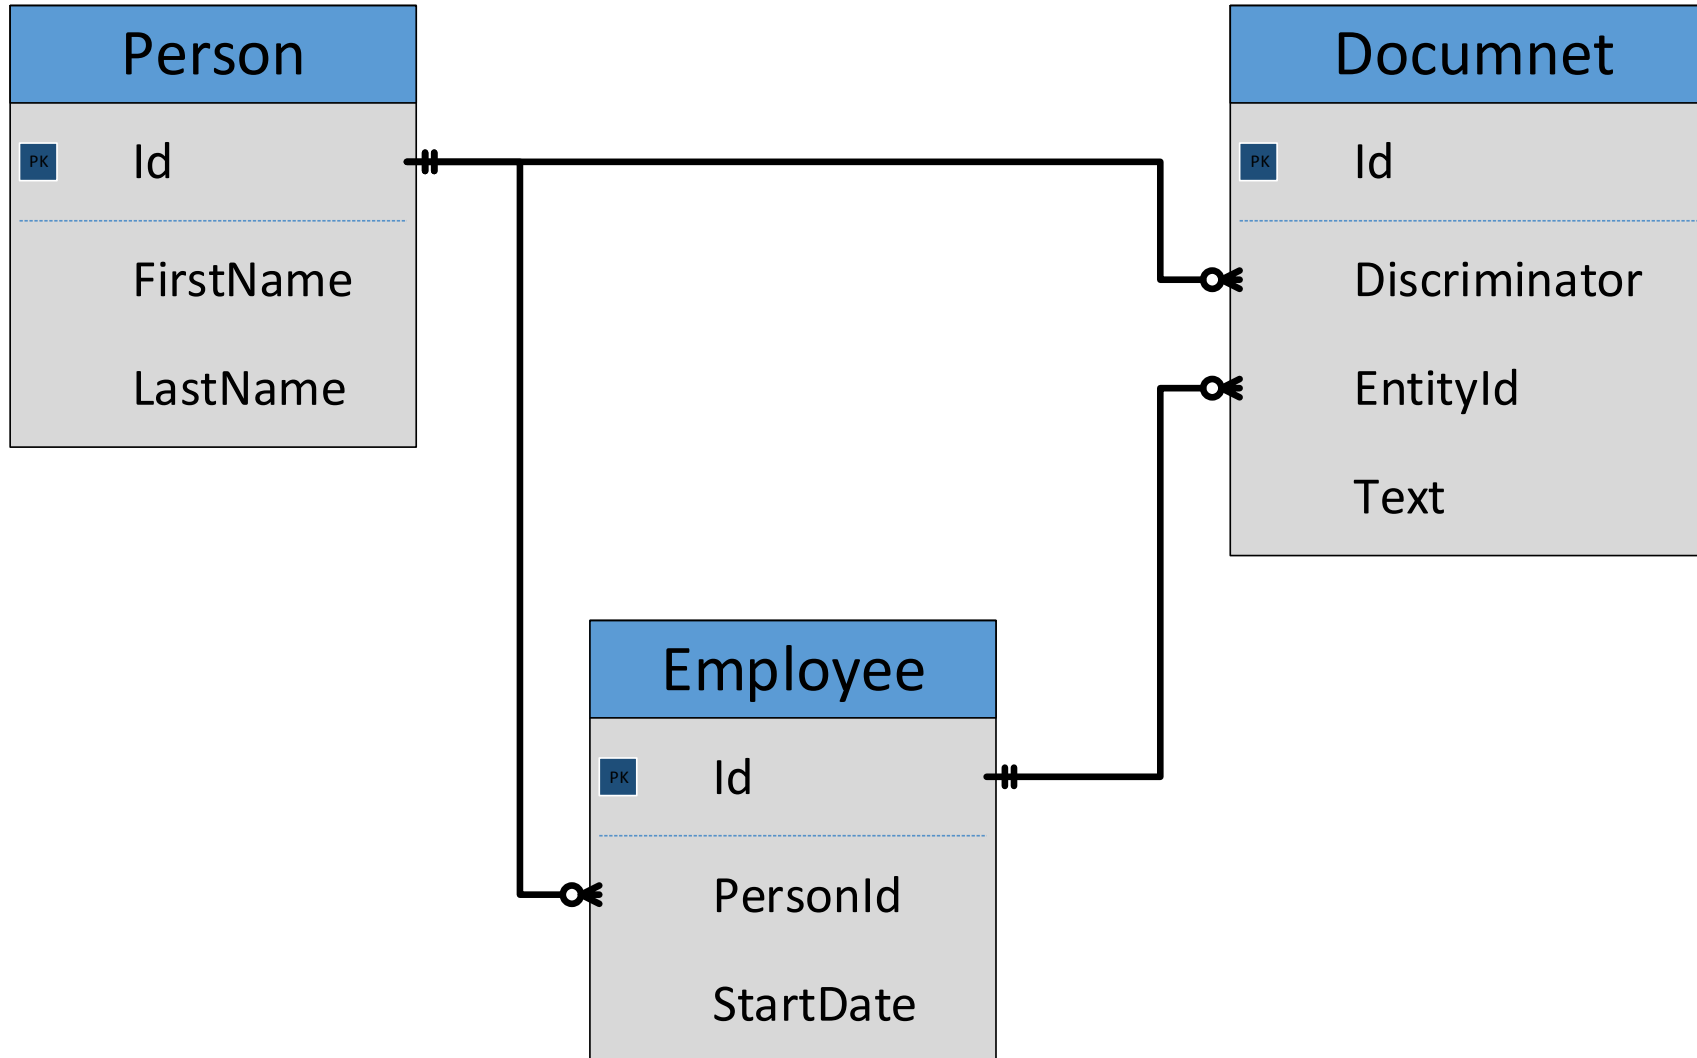 Person
PK Id
FirstName
LastName
Documnet
PK Id
Discriminator
EntityId
Text
Employee
PK Id
PersonId
StartDate